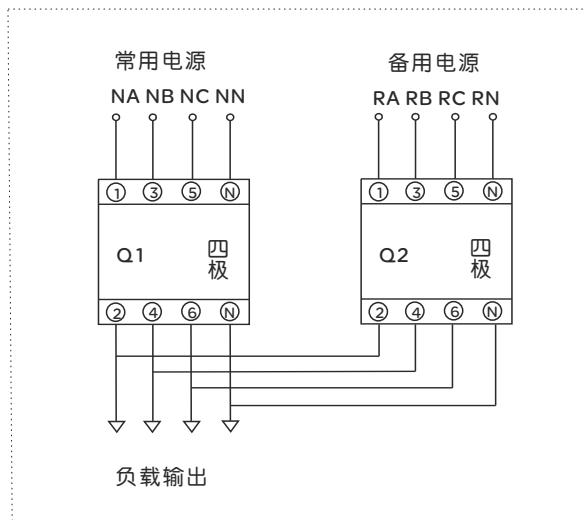 常用电源 备用电源
NA NB NC NN RA RB RC RN
① ③ ⑤ Ⓝ ① ③ ⑤ Ⓝ
Q1 四极 Q2 四极
② ④ ⑥ Ⓝ ② ④ ⑥ Ⓝ
负载输出